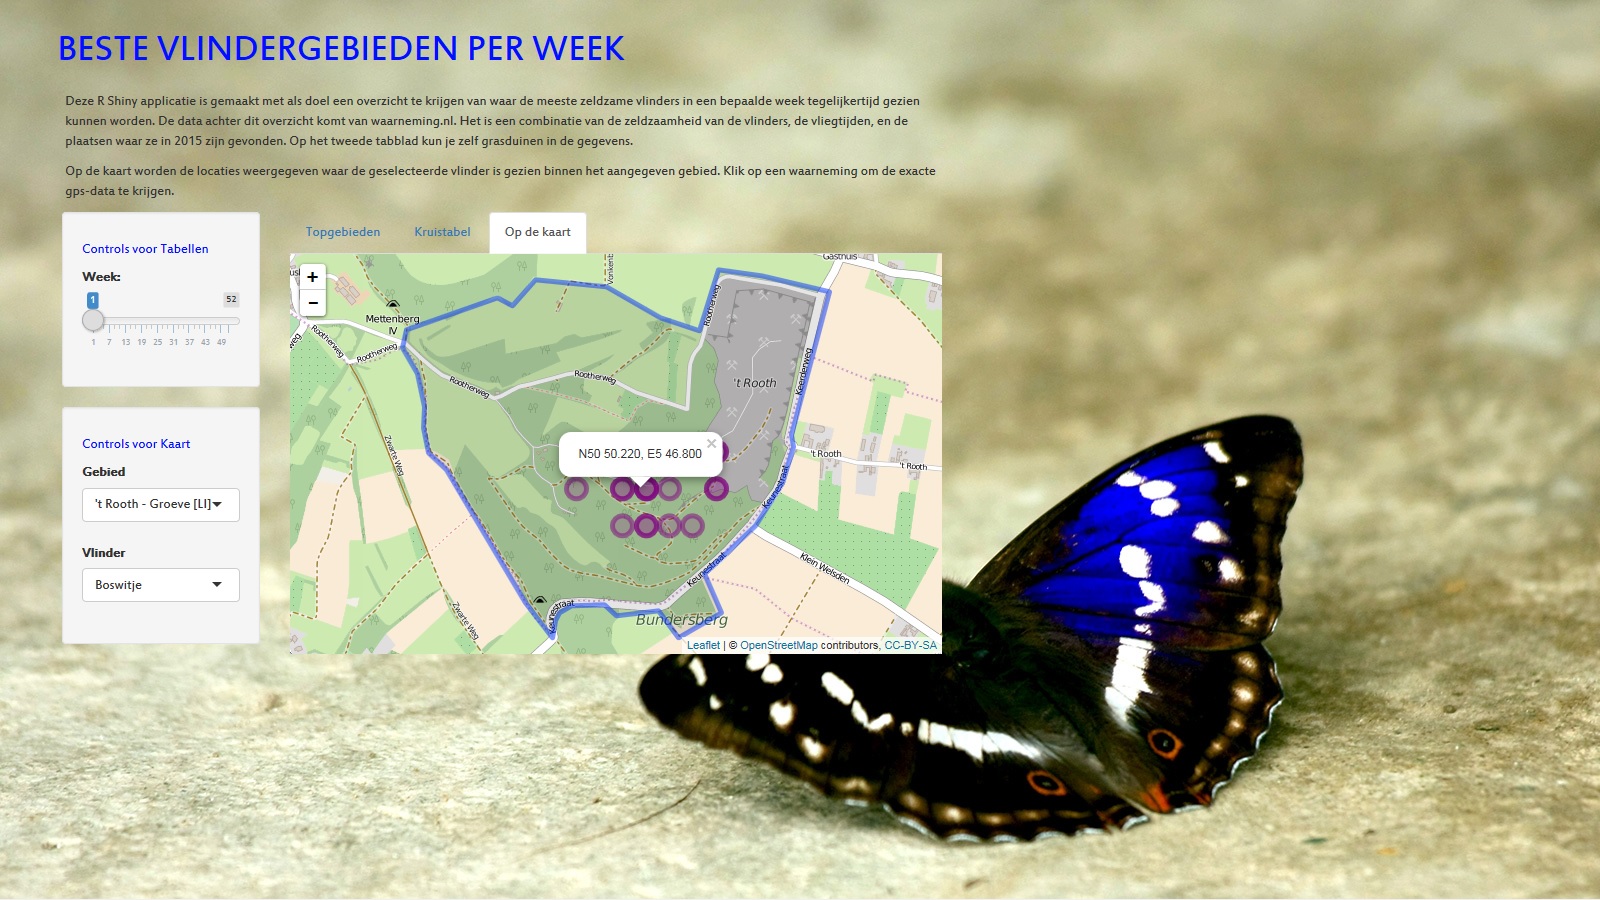 BESTE VLINDERGEBIEDEN PER WEEK
Deze R Shiny applicatie is gemaakt met als doel een overzicht te krijgen van waar de meeste zeldzame vlinders in een bepaalde week tegelijkertijd gezien
kunnen worden. De data achter dit overzicht komt van waarneming.nl. Het is een combinatie van de zeldzaamheid van de vlinders, de vliegtijden, en de
plaatsen waar ze in 2015 zijn gevonden. Op het tweede tabblad kun je zelf grasduinen in de gegevens.
Op de kaart worden de locaties weergegeven waar de geselecteerde vlinder is gezien binnen het aangegeven gebied. Klik op een waarneming om de exacte
gps-data te krijgen.
Controls voor Tabellen
Week:
1 52
1 7 13 19 25 31 37 43 49
Controls voor Kaart
Gebied
't Rooth - Groeve [LI]
Vlinder
Boswitje
Topgebieden Kruistabel Op de kaart
+
−
Gasthuis
Mettenberg
IV
Rootherweg
Rootherweg
Rootherweg
Rootherweg
Rootherweg
weg
Keerderweg
't Rooth
't Rooth
't Rooth
N50 50.220, E5 46.800 ×
Zwarte Weg
Zwarte Weg
Keunestraat
Keunestraat
Keunestraat
Klein Welsden
Bundersberg
Leaflet | © OpenStreetMap contributors, CC-BY-SA